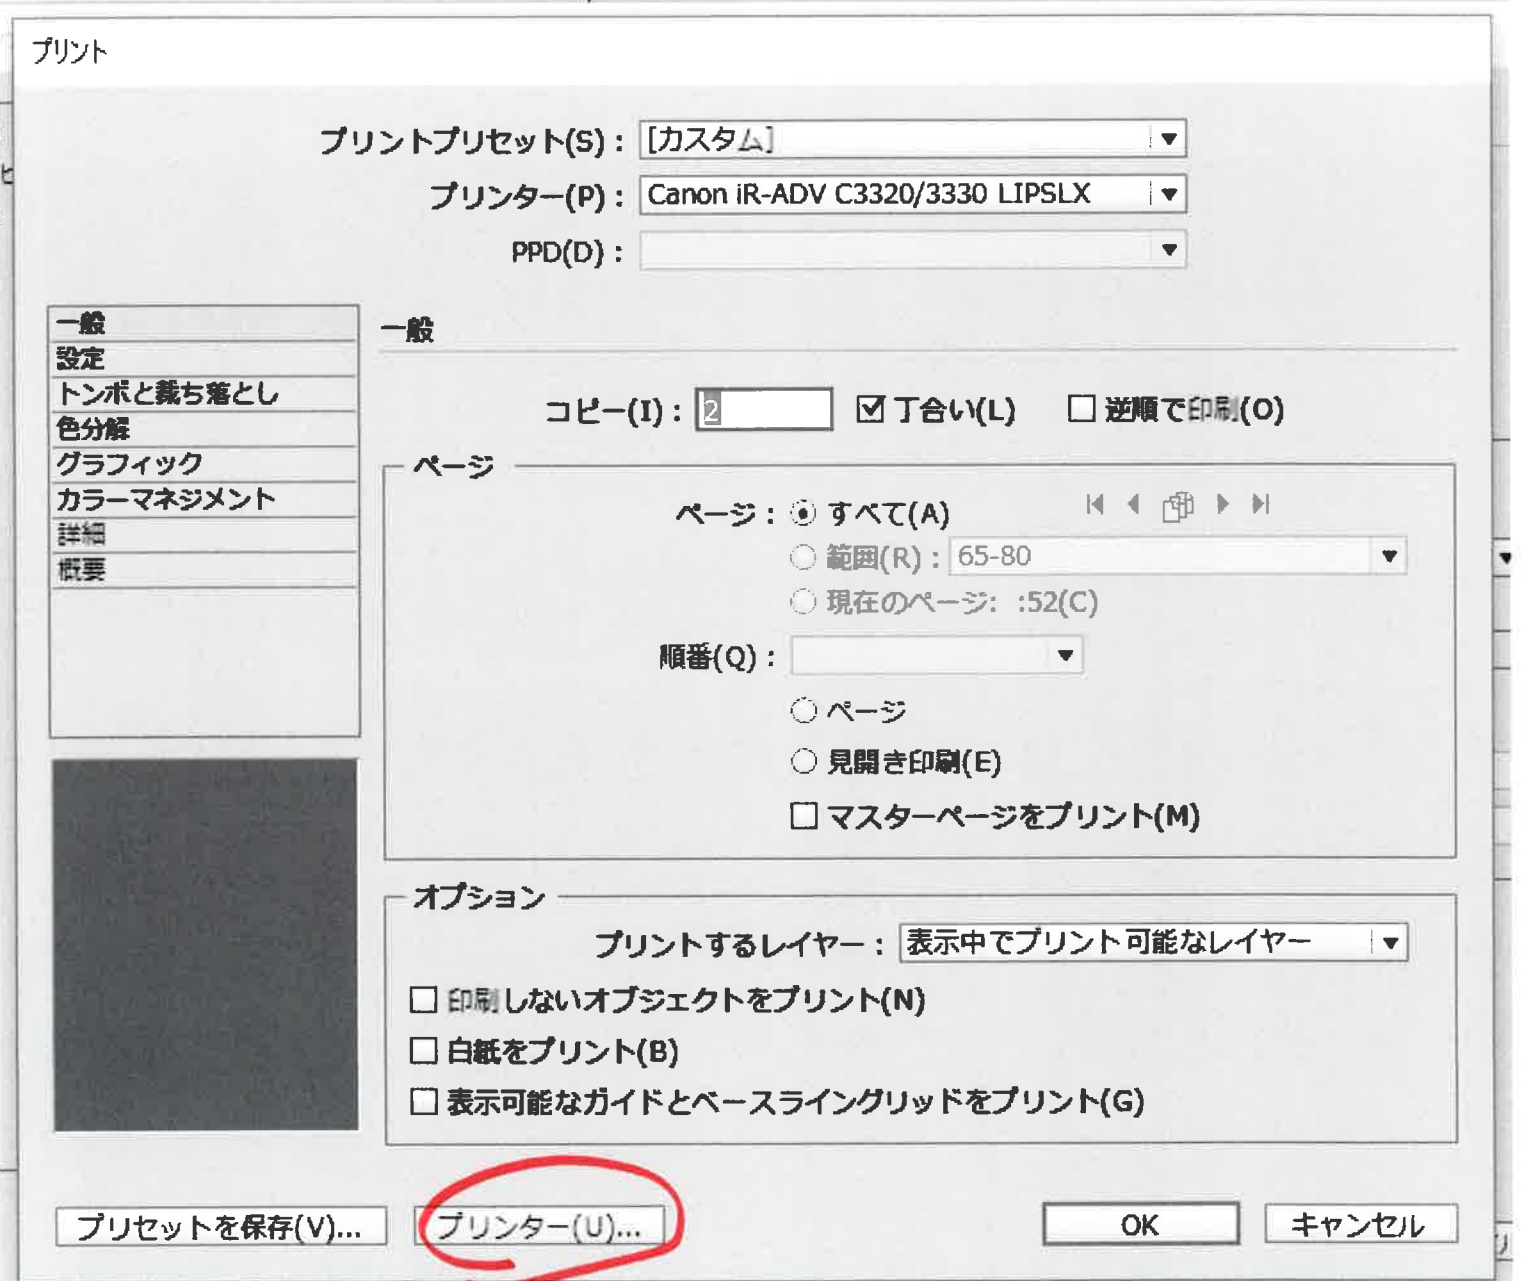 プリント
プリントプリセット(S)： [カスタム]
プリンター(P)： Canon iR-ADV C3320/3330 LIPSLX
PPD(D)：
一般
設定
トンボと裁ち落とし
色分解
グラフィック
カラーマネジメント
詳細
概要
一般
コピー(I)： 2 丁合い(L) 逆順で印刷(O)
ページ
ページ： すべて(A)
範囲(R)： 65-80
現在のページ: :52(C)
順番(Q)：
ページ
見開き印刷(E)
マスターページをプリント(M)
オプション
プリントするレイヤー： 表示中でプリント可能なレイヤー
印刷しないオブジェクトをプリント(N)
白紙をプリント(B)
表示可能なガイドとベースライングリッドをプリント(G)
プリセットを保存(V)... プリンター(U)... OK キャンセル